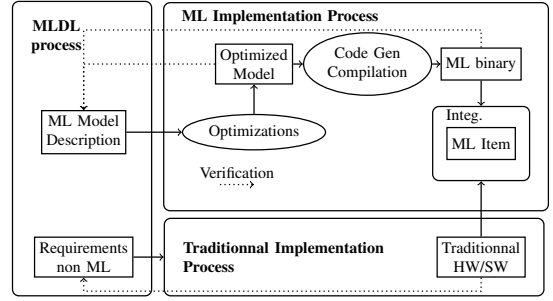 MLDL
process
ML Implementation Process
Optimized
Model
Code Gen
Compilation
ML binary
ML Model
Description
Optimizations
Integ.
ML Item
Verification
Requirements
non ML
Traditionnal Implementation
Process
Traditionnal
HW/SW